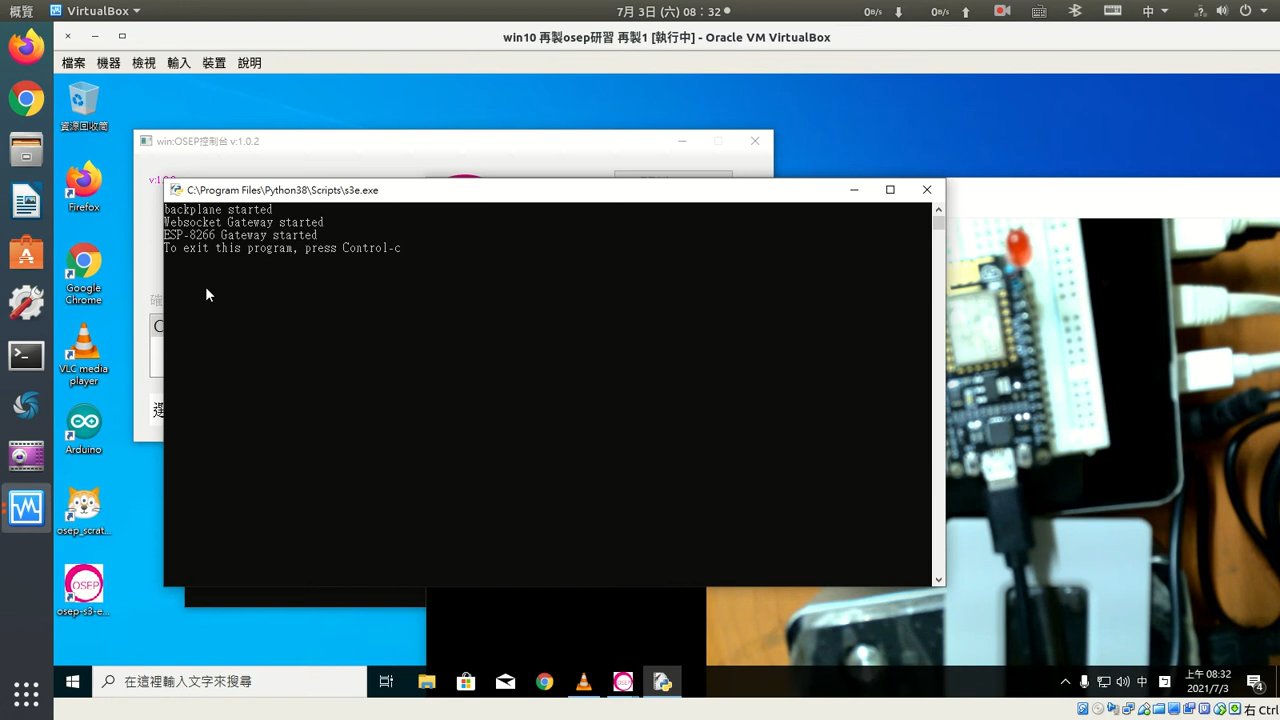 概覽
VirtualBox
7月 3日 (六) 08：32
0B/s
0B/s
中
win10 再製osep研習 再製1 [執行中] - Oracle VM VirtualBox
檔案 機器 檢視 輸入 裝置 說明
資源回收筒
Firefox
Google
Chrome
VLC media
player
Arduino
osep_scrat...
OSEP
osep-s3-e...
win:OSEP控制台 v:1.0.2
C:\Program Files\Python38\Scripts\s3e.exe
backplane started
Websocket Gateway started
ESP-8266 Gateway started
To exit this program, press Control-c
在這裡輸入文字來搜尋
中
上午 08:32
2021/7/3
4
右 Ctrl